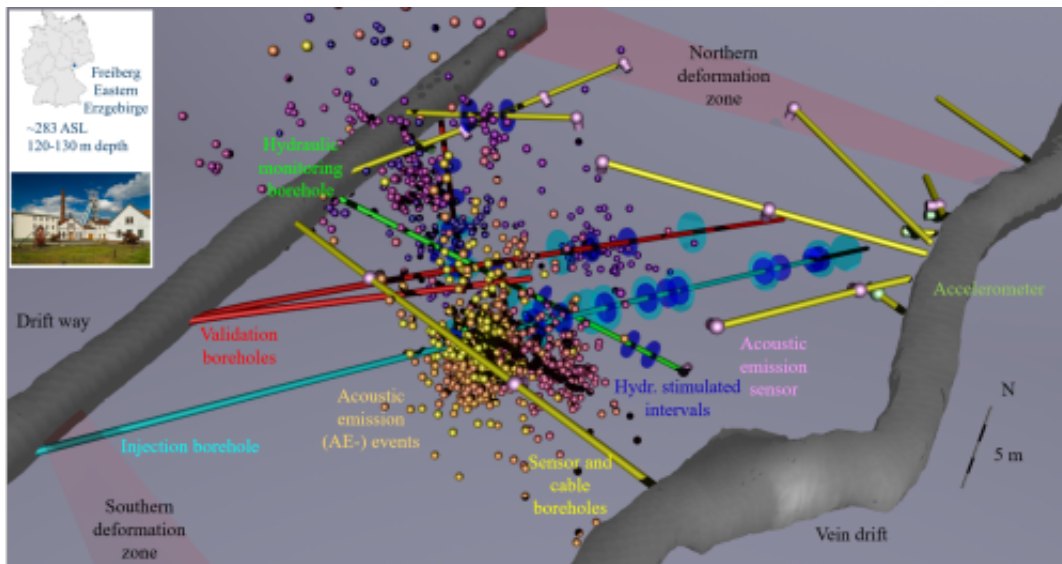 Freiberg
Eastern
Erzgebirge
~283 ASL
120-130 m depth
Northern
deformation
zone
Hydraulic
monitoring
borehole
Drift way
Validation
boreholes
Accelerometer
Acoustic
emission
sensor
Hydr. stimulated
intervals
Acoustic
emission
(AE-) events
Injection borehole
Sensor and
cable
boreholes
N
5 m
Southern
deformation
zone
Vein drift